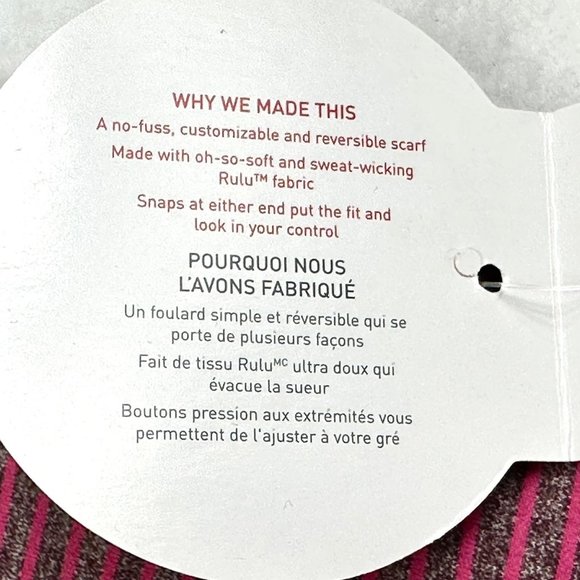 WHY WE MADE THIS
A no-fuss, customizable and reversible scarf
Made with oh-so-soft and sweat-wicking
Rulu™ fabric
Snaps at either end put the fit and
look in your control
POURQUOI NOUS
L'AVONS FABRIQUÉ
Un foulard simple et réversible qui se
porte de plusieurs façons
Fait de tissu Ruluᴹᶜ ultra doux qui
évacue la sueur
Boutons pression aux extrémités vous
permettent de l'ajuster à votre gré